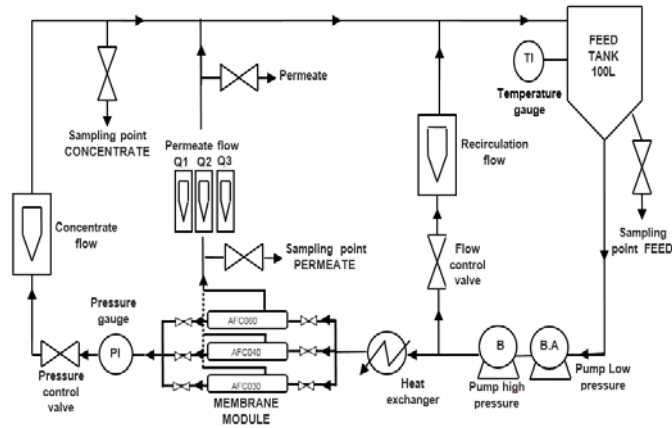 FEED
TANK
100L
TI
Temperature
gauge
Permeate
Sampling point
CONCENTRATE
Permeate flow
Q1 Q2 Q3
Recirculation
flow
Concentrate
flow
Sampling
point FEED
Sampling point
PERMEATE
Flow
control
valve
Pressure
gauge
PI
Pressure
control
valve
AFC080
AFC040
AFC030
MEMBRANE
MODULE
Heat
exchanger
B
Pump high
pressure
B.A
Pump Low
pressure